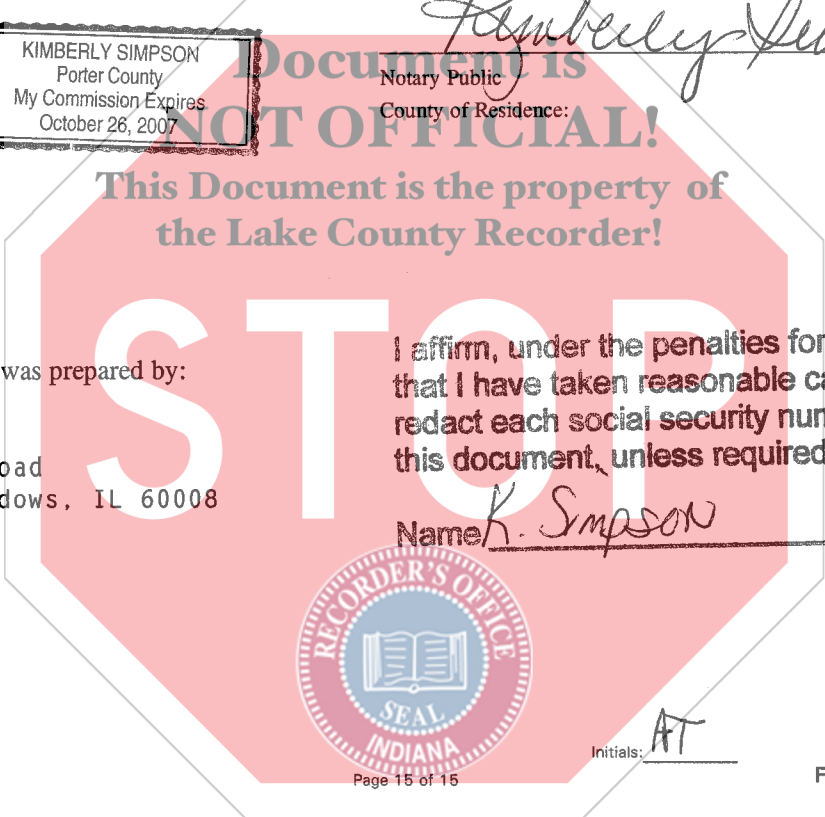 Kimberly
KIMBERLY SIMPSON
Porter County
My Commission Expires
October 26, 2007
Notary Public
County of Residence:
Document is
NOT OFFICIAL!
This Document is the property of
the Lake County Recorder!
STOP
was prepared by:
oad
dows, IL 60008
I affirm, under the penalties for
that I have taken reasonable ca
redact each social security num
this document, unless required
Name K. Simpson
RECORDER'S OFFICE
SEAL
INDIANA
Initials: AT
Page 15 of 15
F